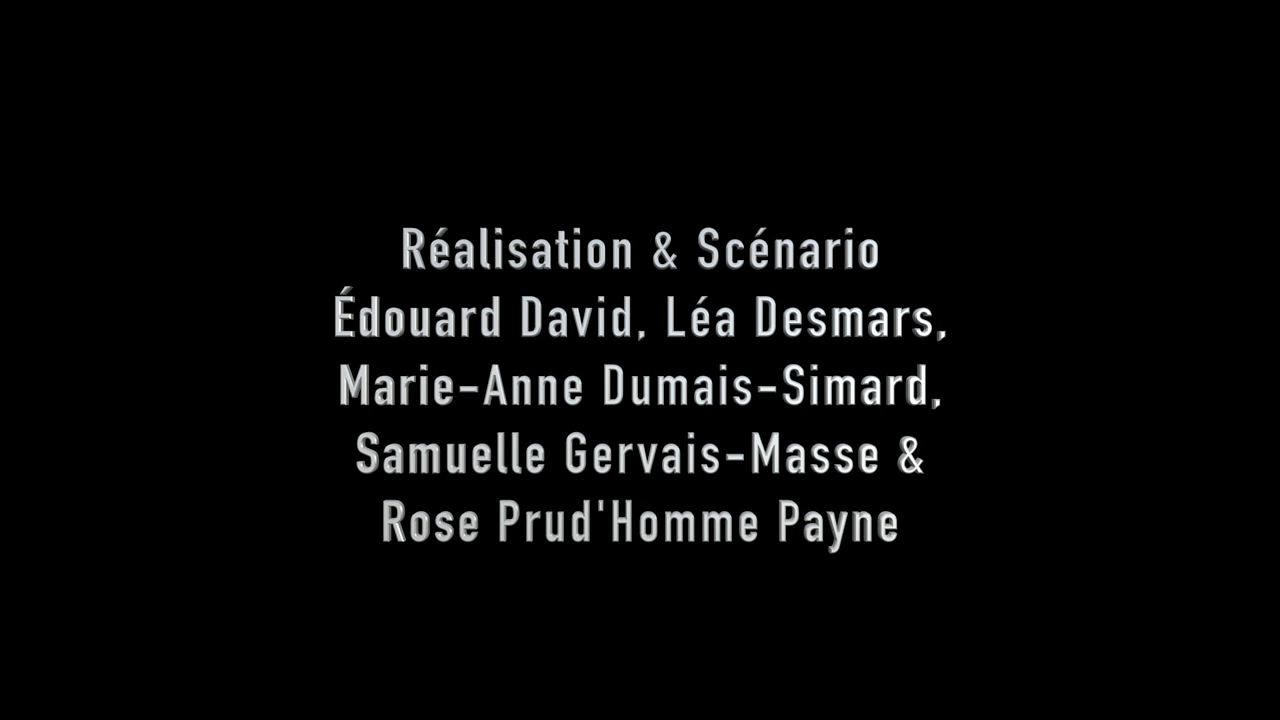 Réalisation & Scénario
Édouard David, Léa Desmars,
Marie-Anne Dumais-Simard,
Samuelle Gervais-Masse &
Rose Prud'Homme Payne